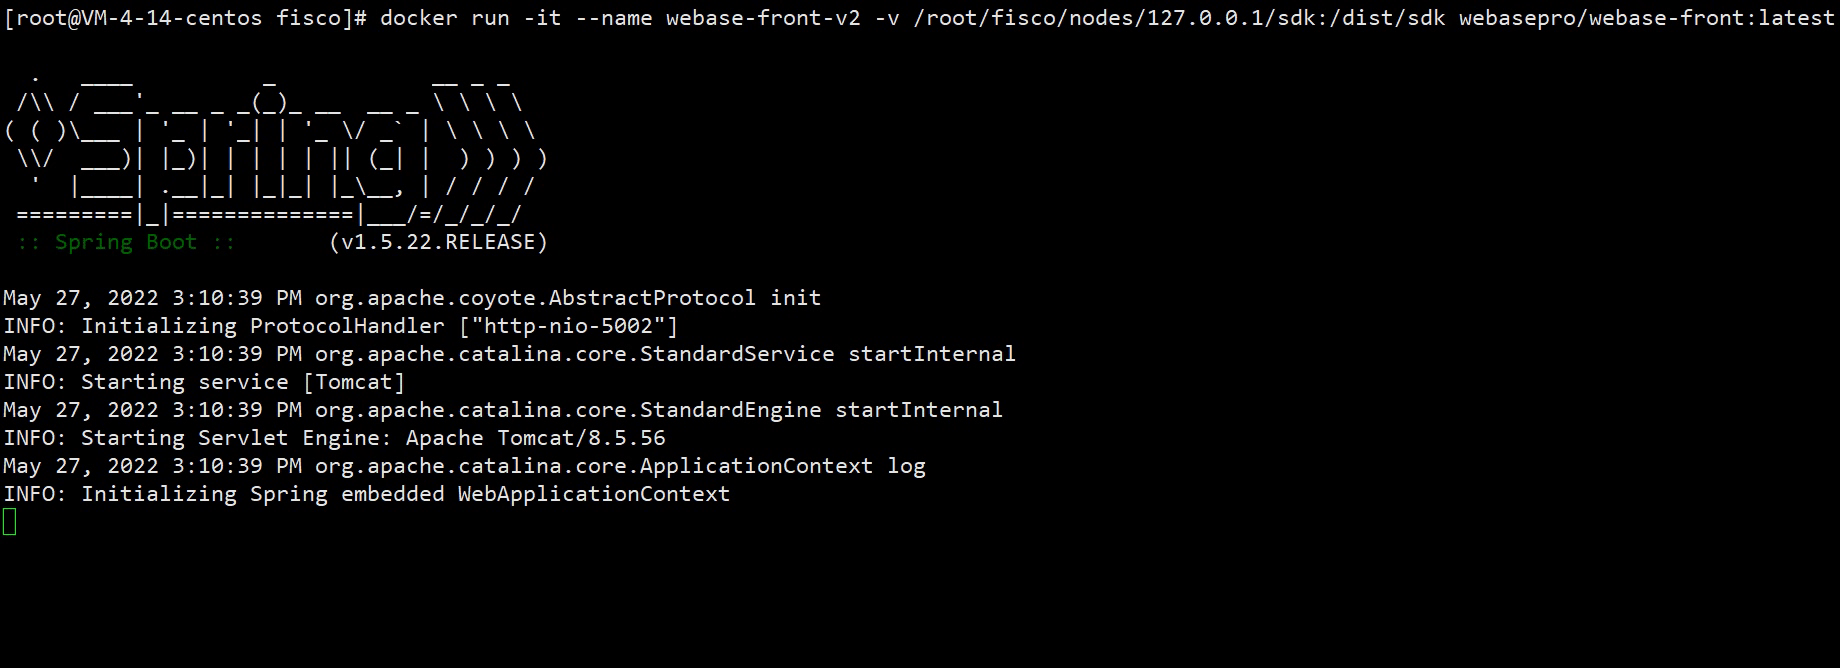 [root@VM-4-14-centos fisco]# docker run -it --name webase-front-v2 -v /root/fisco/nodes/127.0.0.1/sdk:/dist/sdk webasepro/webase-front:latest
  .   ____          _            __ _ _
 /\\ / ___'_ __ _ _(_)_ __  __ _ \ \ \ \
( ( )\___ | '_ | '_| | '_ \/ _` | \ \ \ \
 \\/  ___)| |_)| | | | | || (_| |  ) ) ) )
  '  |____| .__|_| |_|_| |_\__, | / / / /
 =========|_|==============|___/=/_/_/_/
 :: Spring Boot ::       (v1.5.22.RELEASE)
May 27, 2022 3:10:39 PM org.apache.coyote.AbstractProtocol init
INFO: Initializing ProtocolHandler ["http-nio-5002"]
May 27, 2022 3:10:39 PM org.apache.catalina.core.StandardService startInternal
INFO: Starting service [Tomcat]
May 27, 2022 3:10:39 PM org.apache.catalina.core.StandardEngine startInternal
INFO: Starting Servlet Engine: Apache Tomcat/8.5.56
May 27, 2022 3:10:39 PM org.apache.catalina.core.ApplicationContext log
INFO: Initializing Spring embedded WebApplicationContext